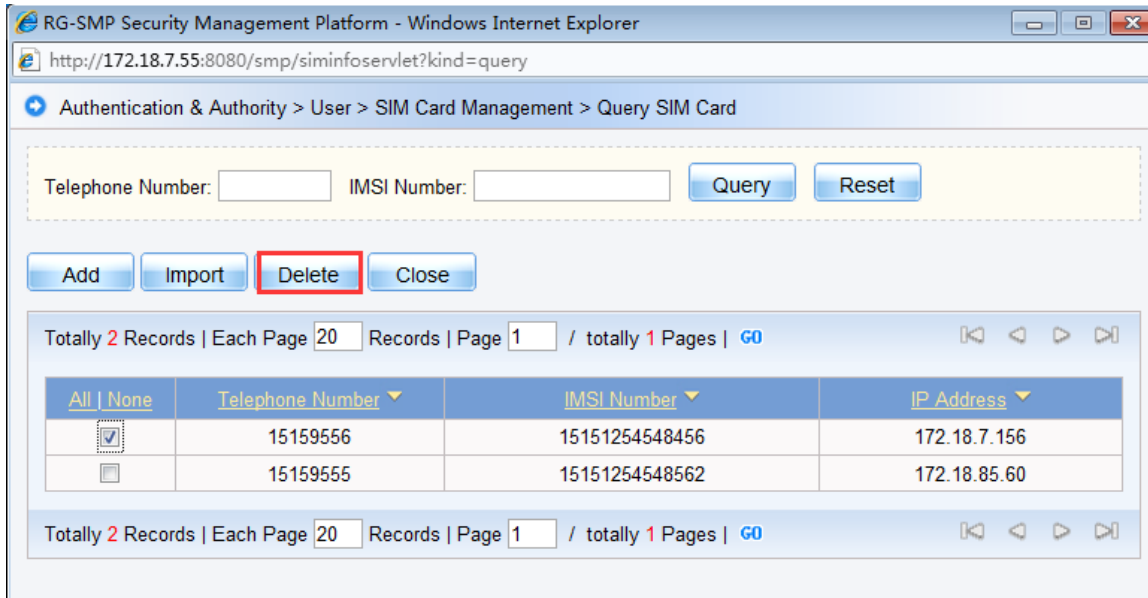 RG-SMP Security Management Platform - Windows Internet Explorer
http://172.18.7.55:8080/smp/siminfoservlet?kind=query
Authentication & Authority > User > SIM Card Management > Query SIM Card
Telephone Number: IMSI Number: Query Reset
Add Import Delete Close
Totally 2 Records | Each Page 20 Records | Page 1 / totally 1 Pages | GO
All | None Telephone Number IMSI Number IP Address
15159556 15151254548456 172.18.7.156
15159555 15151254548562 172.18.85.60
Totally 2 Records | Each Page 20 Records | Page 1 / totally 1 Pages | GO